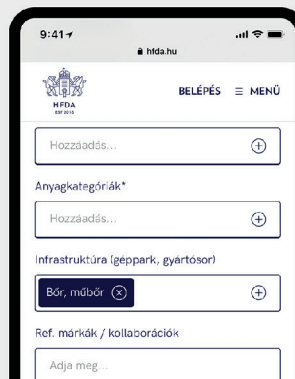 9:41
hfda.hu
HFDA
EST 2018
BELÉPÉS ☰ MENÜ
Hozzáadás...
Anyagkategóriák*
Hozzáadás...
Infrastruktúra (géppark, gyártósor)
Bőr, műbőr
Ref. márkák / kollaborációk
Adja meg...